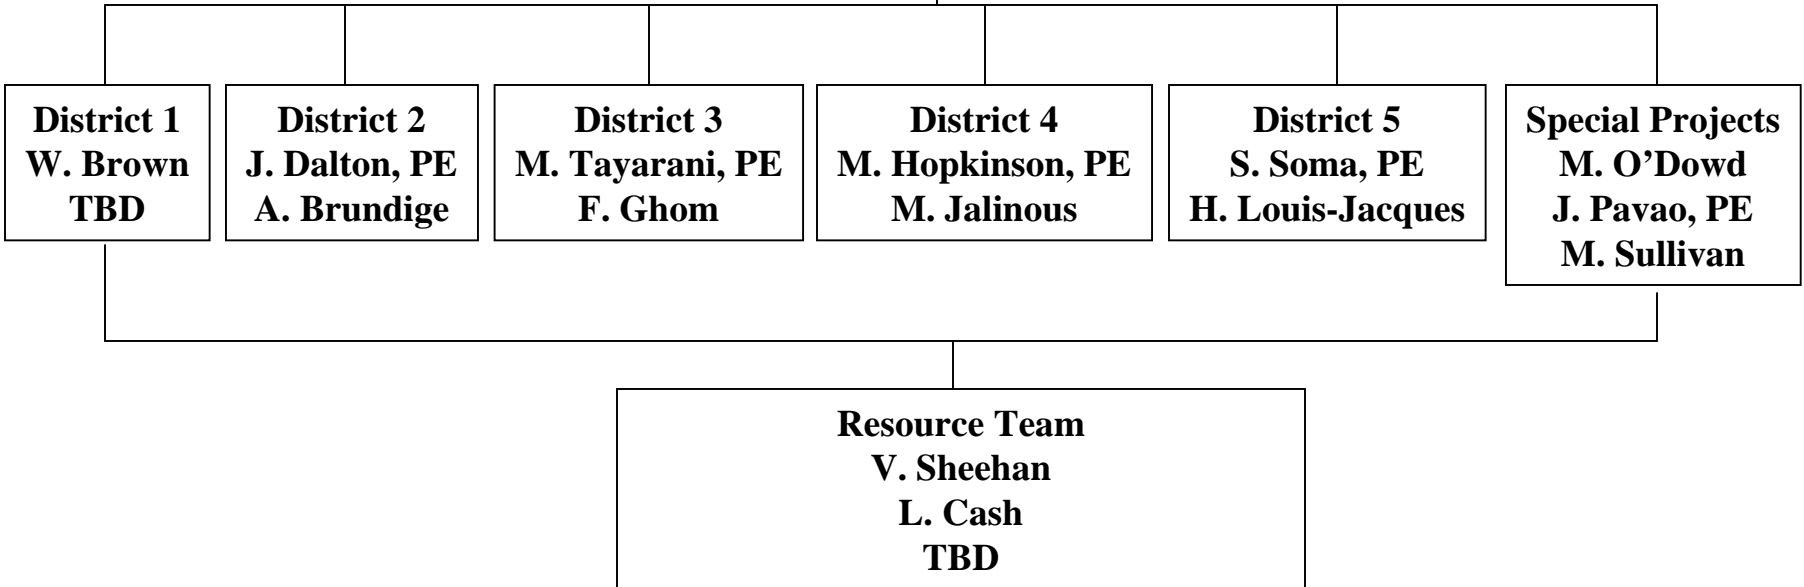 District 1
W. Brown
TBD
District 2
J. Dalton, PE
A. Brundige
District 3
M. Tayarani, PE
F. Ghom
District 4
M. Hopkinson, PE
M. Jalinous
District 5
S. Soma, PE
H. Louis-Jacques
Special Projects
M. O’Dowd
J. Pavao, PE
M. Sullivan
Resource Team
V. Sheehan
L. Cash
TBD